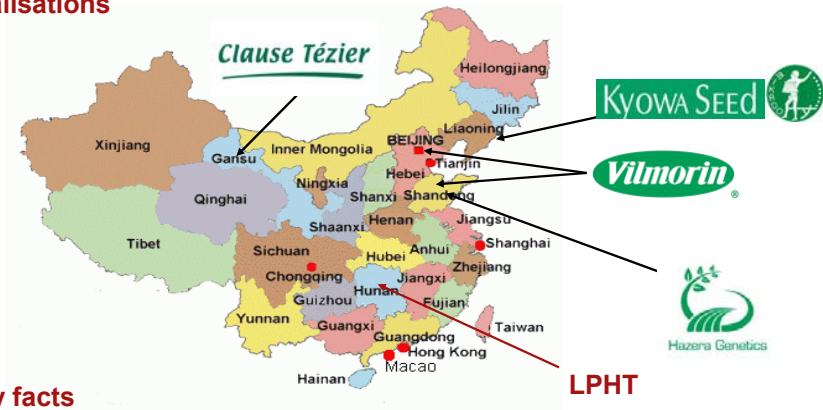 alisations
Clause Tézier
Heilongjiang
Jilin
KYOWA SEED
Liaoning
Xinjiang
Inner Mongolia
BEIJING
Gansu
Tianjin
Hebei
Vilmorin
®
Ningxia
Qinghai
Shanxi
Shandong
Shaanxi
Henan
Jiangsu
Tibet
Sichuan
Anhui
Shanghai
Hubei
Chongqing
Zhejiang
Hunan
Jiangxi
Guizhou
Fujian
Yunnan
Guangxi
Guangdong
Taiwan
Hazera Genetics
Hong Kong
Macao
Hainan
LPHT
y facts